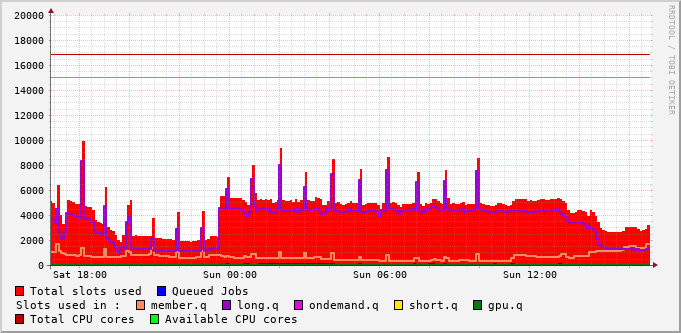 RRDTOOL / TOBI OETIKER
20000
18000
16000
14000
12000
10000
8000
6000
4000
2000
0
Sat 18:00 Sun 00:00 Sun 06:00 Sun 12:00
Total slots used Queued Jobs
Slots used in : member.q long.q ondemand.q short.q gpu.q
Total CPU cores Available CPU cores